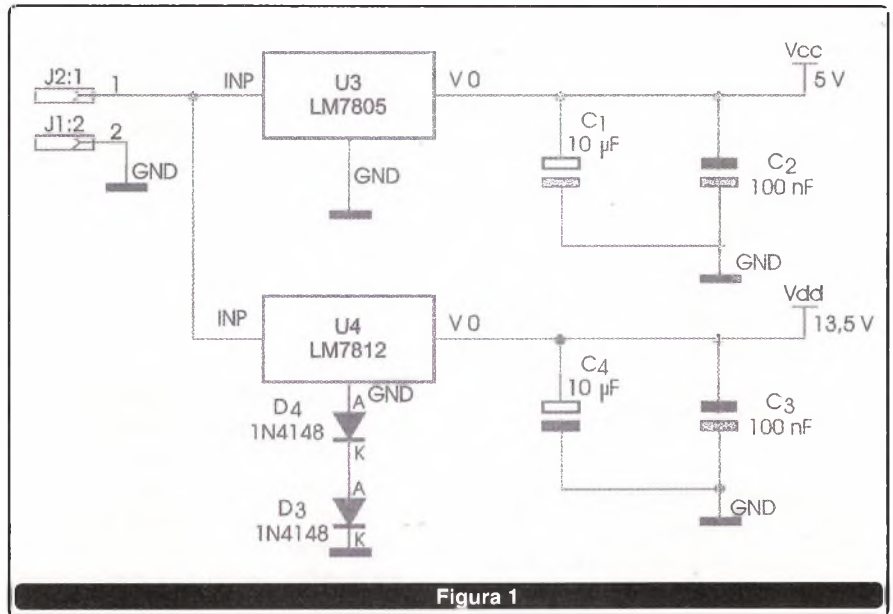 J2:1
1
J1:2
2
GND
INP
U3
LM7805
V O
GND
Vcc
5 V
C1
10 µF
C2
100 nF
GND
INP
U4
LM7812
V O
GND
Vdd
13,5 V
D4
1N4148
A
K
D3
1N4148
A
K
C4
10 µF
C3
100 nF
GND
Figura 1